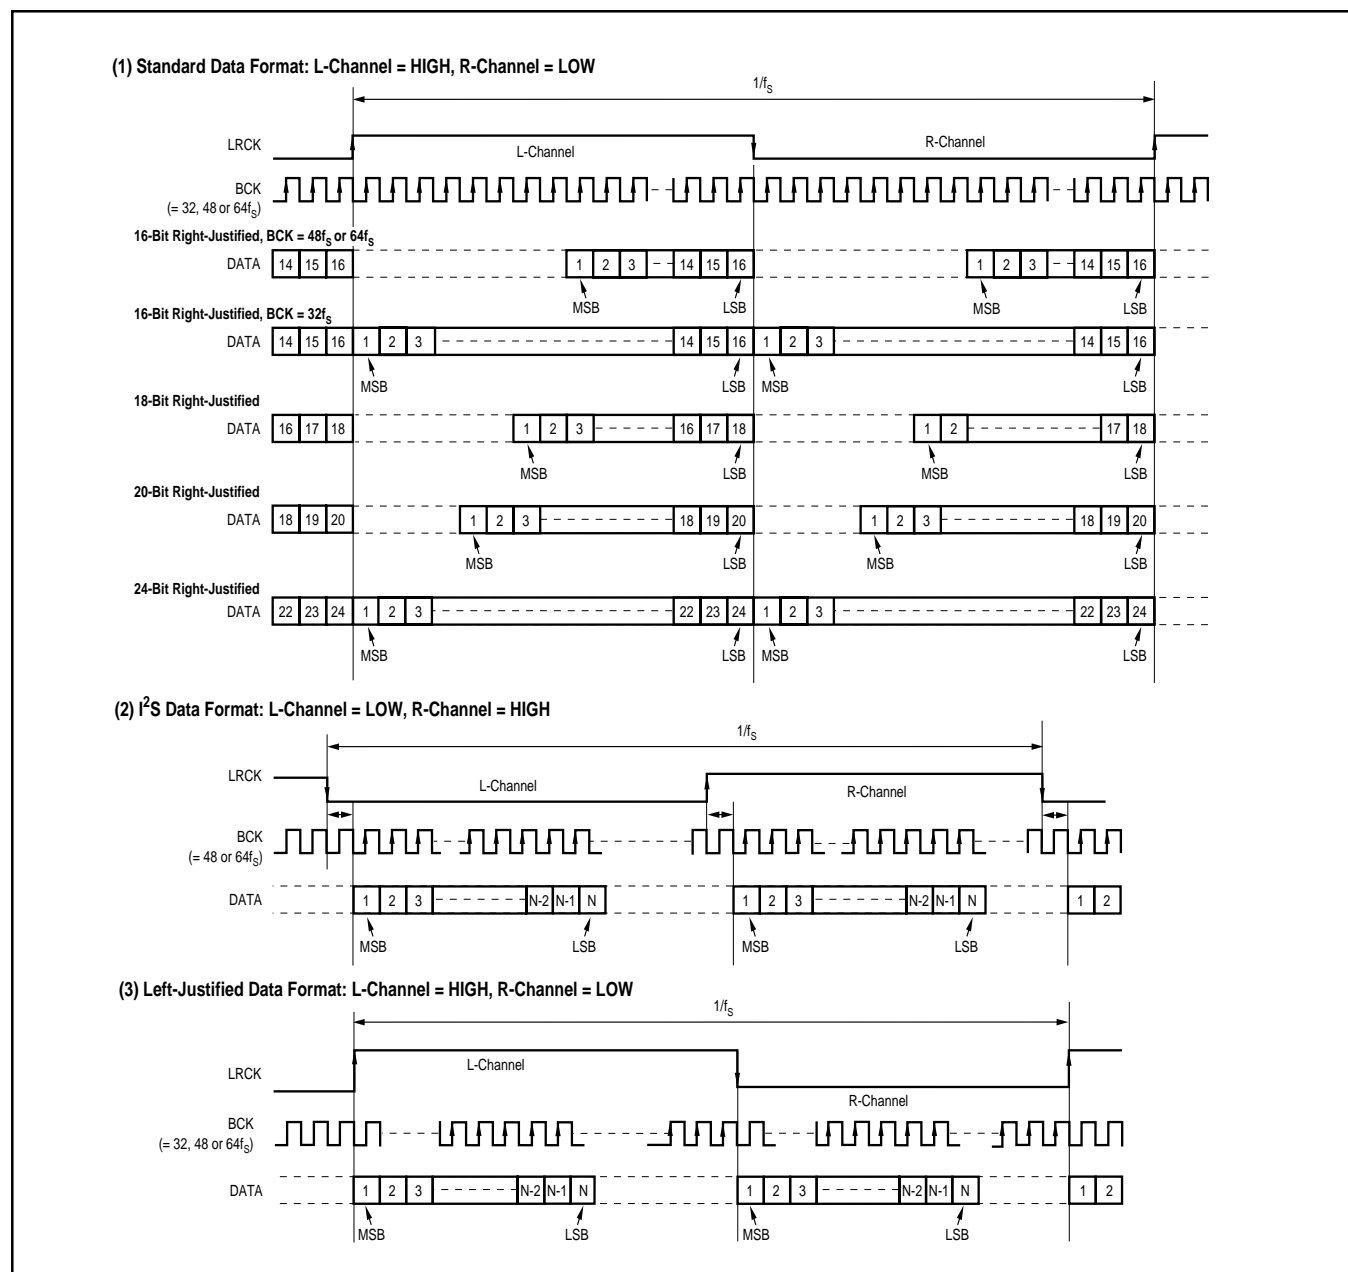 (1) Standard Data Format: L-Channel = HIGH, R-Channel = LOW
1/fS
LRCK
L-Channel
R-Channel
BCK
(= 32, 48 or 64fS)
16-Bit Right-Justified, BCK = 48fS or 64fS
DATA 14 15 16 1 2 3 14 15 16 1 2 3 14 15 16
MSB LSB MSB LSB
16-Bit Right-Justified, BCK = 32fS
DATA 14 15 16 1 2 3 14 15 16 1 2 3 14 15 16
MSB LSB MSB LSB
18-Bit Right-Justified
DATA 16 17 18 1 2 3 16 17 18 1 2 17 18
MSB LSB MSB LSB
20-Bit Right-Justified
DATA 18 19 20 1 2 3 18 19 20 1 2 3 18 19 20
MSB LSB MSB LSB
24-Bit Right-Justified
DATA 22 23 24 1 2 3 22 23 24 1 2 3 22 23 24
MSB LSB MSB LSB
(2) I²S Data Format: L-Channel = LOW, R-Channel = HIGH
1/fS
LRCK
L-Channel
R-Channel
BCK
(= 48 or 64fS)
DATA 1 2 3 N-2 N-1 N 1 2 3 N-2 N-1 N 1 2
MSB LSB MSB LSB
(3) Left-Justified Data Format: L-Channel = HIGH, R-Channel = LOW
1/fS
LRCK
L-Channel
R-Channel
BCK
(= 32, 48 or 64fS)
DATA 1 2 3 N-2 N-1 N 1 2 3 N-2 N-1 N 1 2
MSB LSB MSB LSB